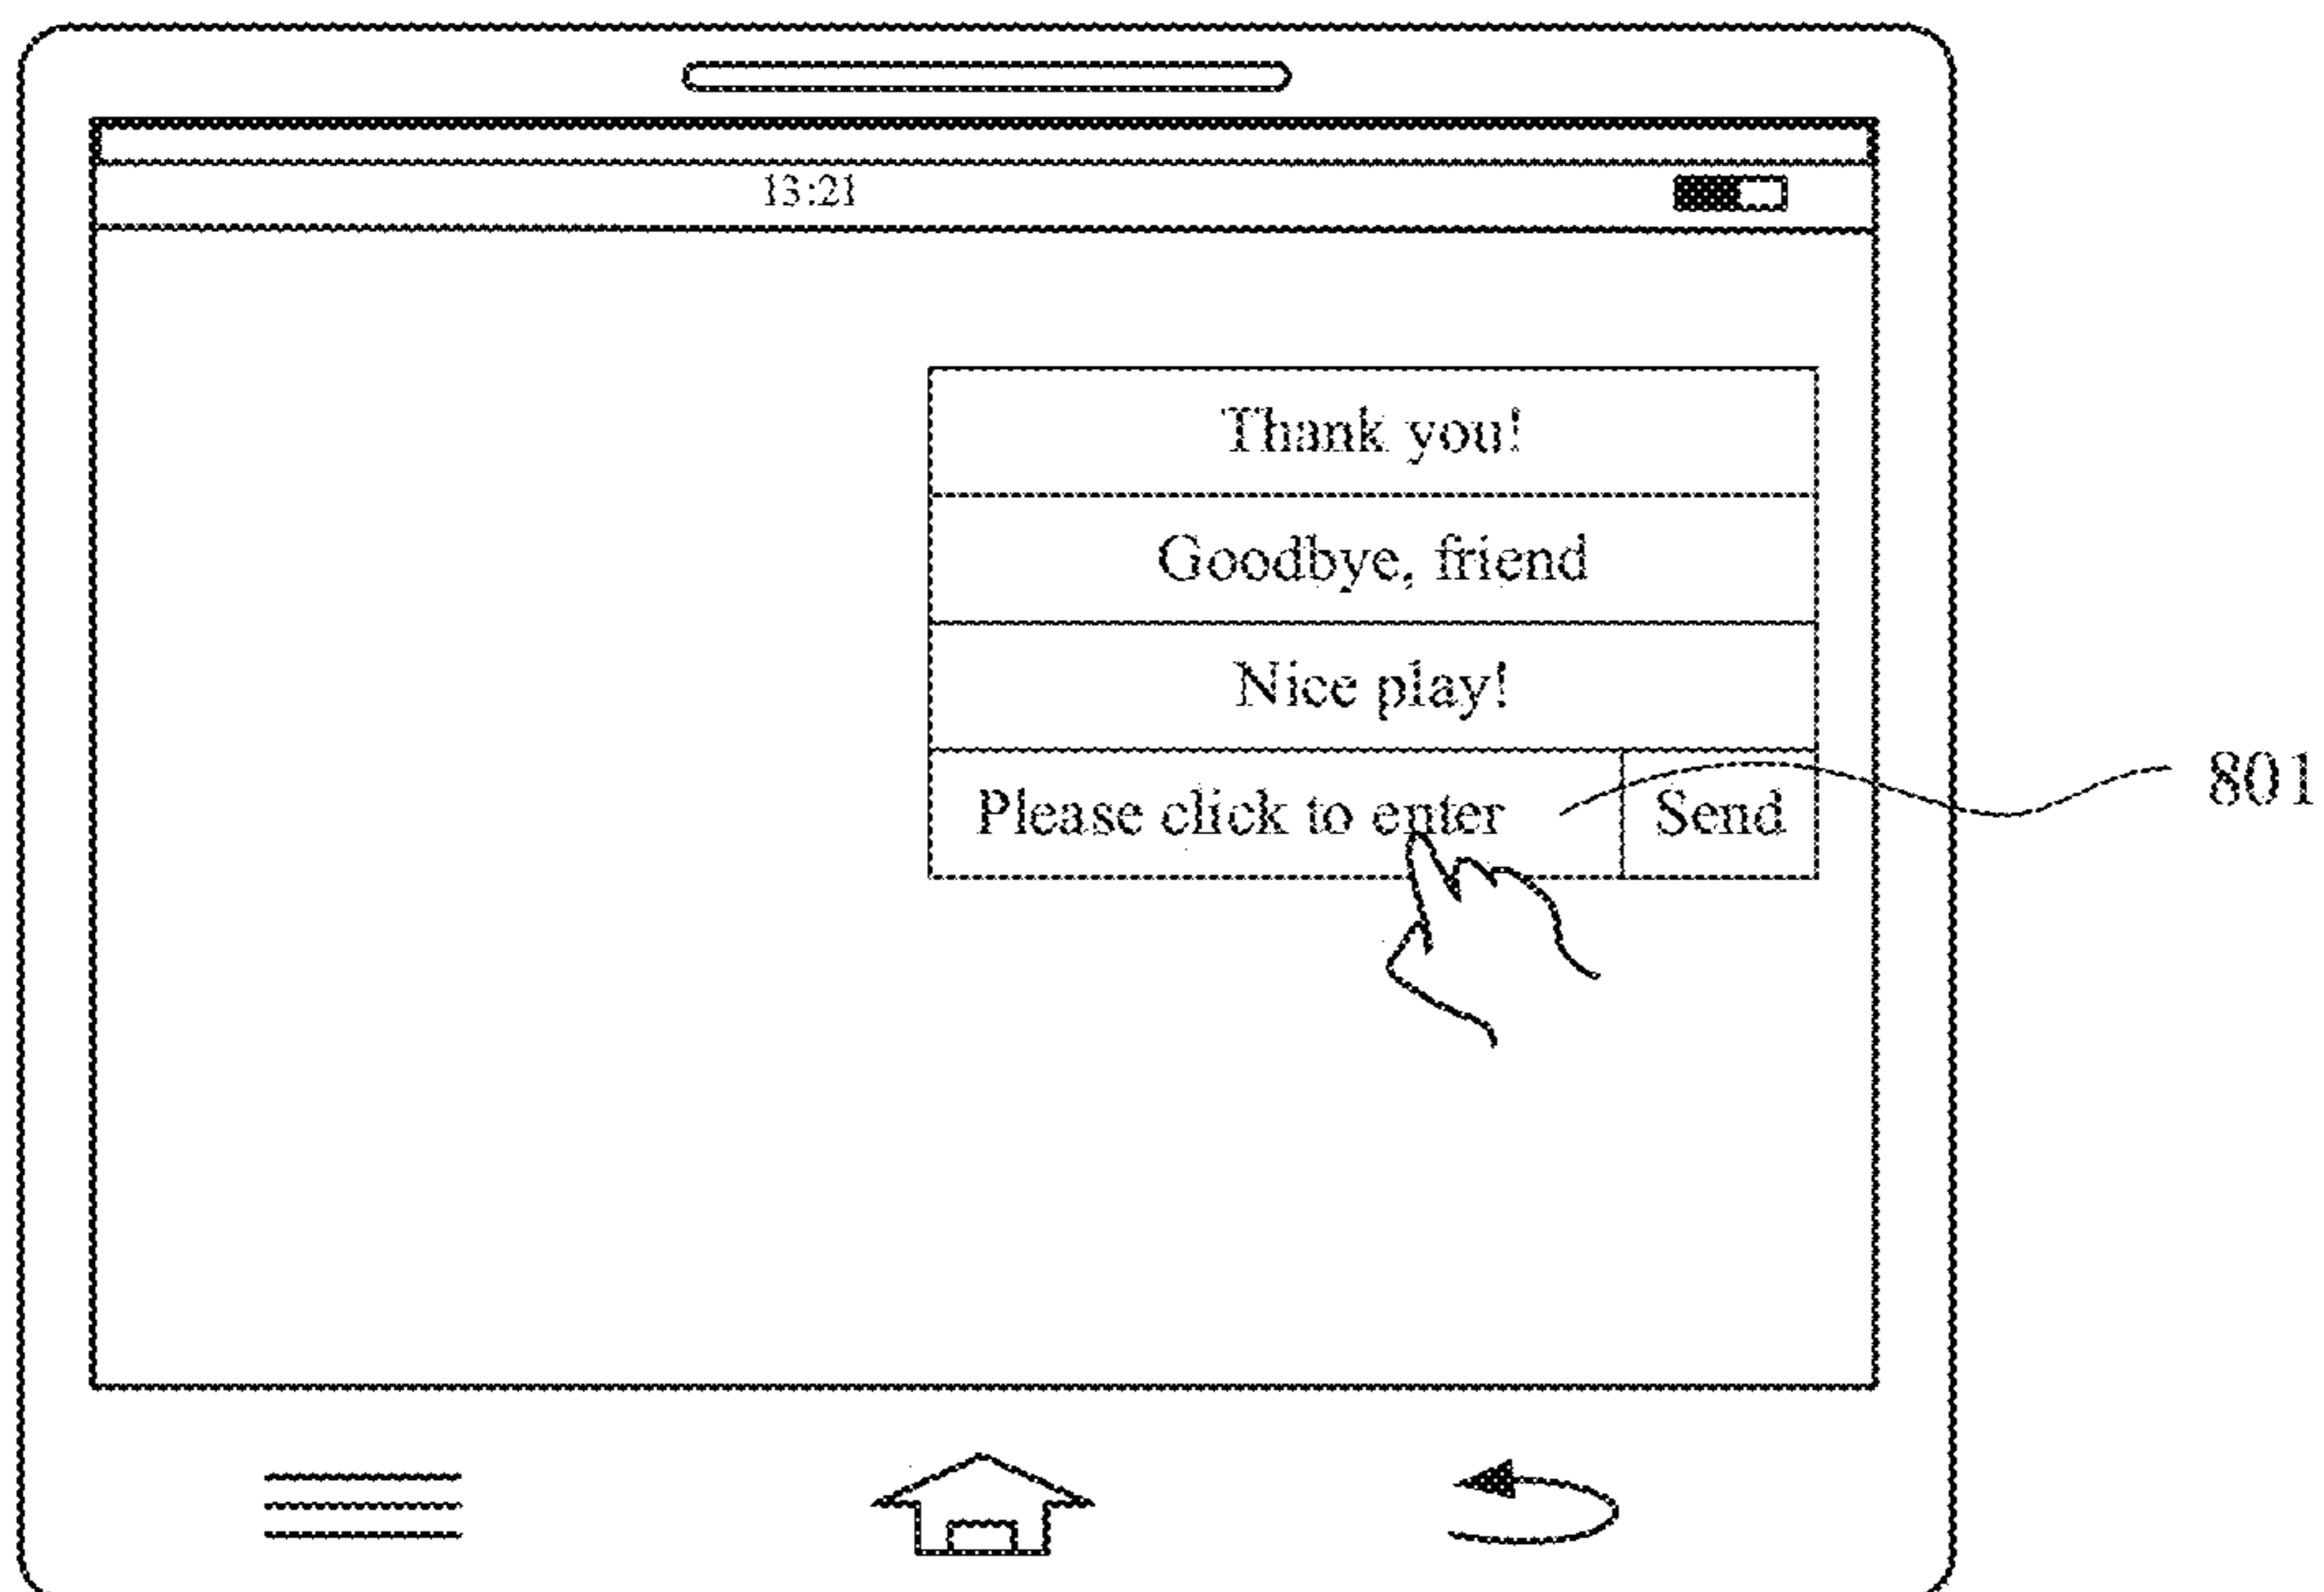 13:21
Thank you!
Goodbye, friend
Nice play!
Please click to enter Send
801